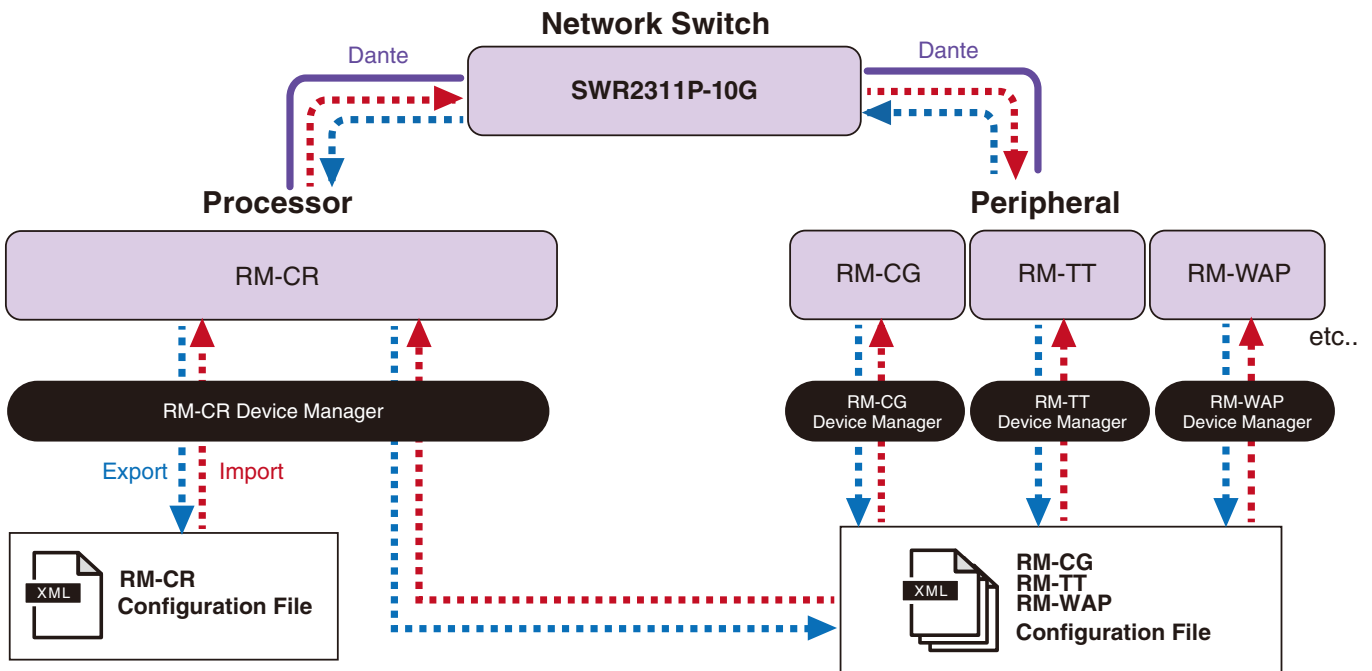 Network Switch
Dante
Dante
SWR2311P-10G
Processor
Peripheral
RM-CR
RM-CG
RM-TT
RM-WAP
etc..
RM-CR Device Manager
RM-CG
Device Manager
RM-TT
Device Manager
RM-WAP
Device Manager
Export
Import
XML
RM-CR
Configuration File
XML
RM-CG
RM-TT
RM-WAP
Configuration File